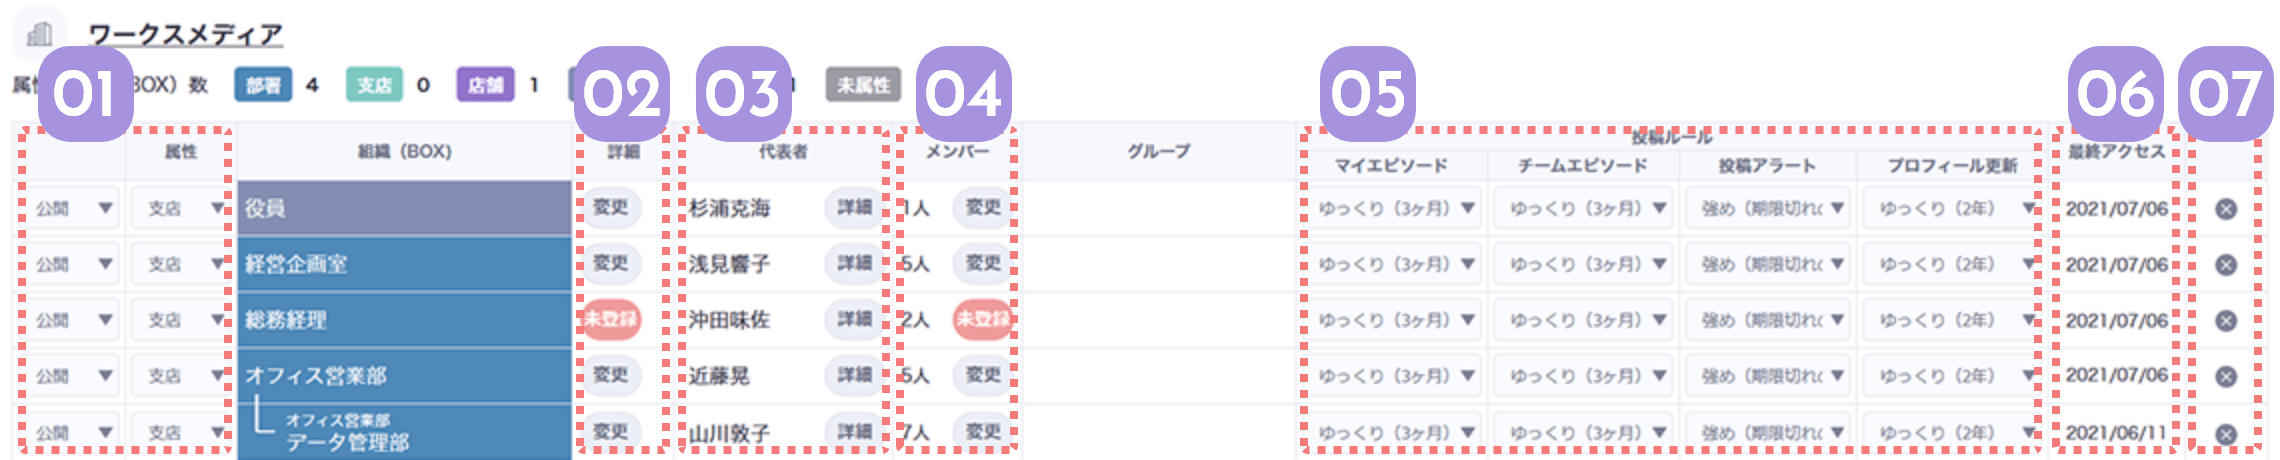 ワークスメディア
属 BOX）数 部署 4 支店 0 店舗 1 未属性
01 02 03 04 05 06 07
属性 組織（BOX) 詳細 代表者 メンバー グループ 投稿ルール 最終アクセス
マイエピソード チームエピソード 投稿アラート プロフィール更新
公開 ▼ 支店 ▼ 役員 変更 杉浦克海 詳細 1人 変更 ゆっくり（3ヶ月）▼ ゆっくり（3ヶ月）▼ 強め（期限切れ ▼ ゆっくり（2年） ▼ 2021/07/06
公開 ▼ 支店 ▼ 経営企画室 変更 浅見響子 詳細 5人 変更 ゆっくり（3ヶ月）▼ ゆっくり（3ヶ月）▼ 強め（期限切れ ▼ ゆっくり（2年） ▼ 2021/07/06
公開 ▼ 支店 ▼ 総務経理 未登録 沖田味佐 詳細 2人 未登録 ゆっくり（3ヶ月）▼ ゆっくり（3ヶ月）▼ 強め（期限切れ ▼ ゆっくり（2年） ▼ 2021/07/06
公開 ▼ 支店 ▼ オフィス営業部 変更 近藤晃 詳細 5人 変更 ゆっくり（3ヶ月）▼ ゆっくり（3ヶ月）▼ 強め（期限切れ ▼ ゆっくり（2年） ▼ 2021/07/06
オフィス営業部
公開 ▼ 支店 ▼ データ管理部 変更 山川敦子 詳細 7人 変更 ゆっくり（3ヶ月）▼ ゆっくり（3ヶ月）▼ 強め（期限切れ ▼ ゆっくり（2年） ▼ 2021/06/11